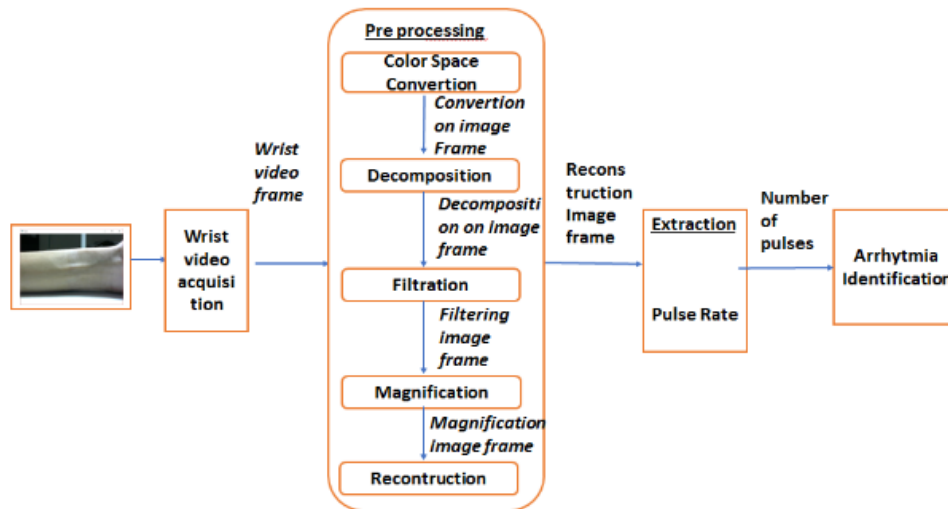 Wrist
video
acquisi
tion
Wrist
video
frame
Pre processing
Color Space
Convertion
Convertion
on image
Frame
Decomposition
Decompositi
on on image
frame
Filtration
Filtering
image
frame
Magnification
Magnification
image frame
Recontruction
Recons
truction
Image
frame
Extraction
Pulse Rate
Number
of
pulses
Arrhytmia
Identification